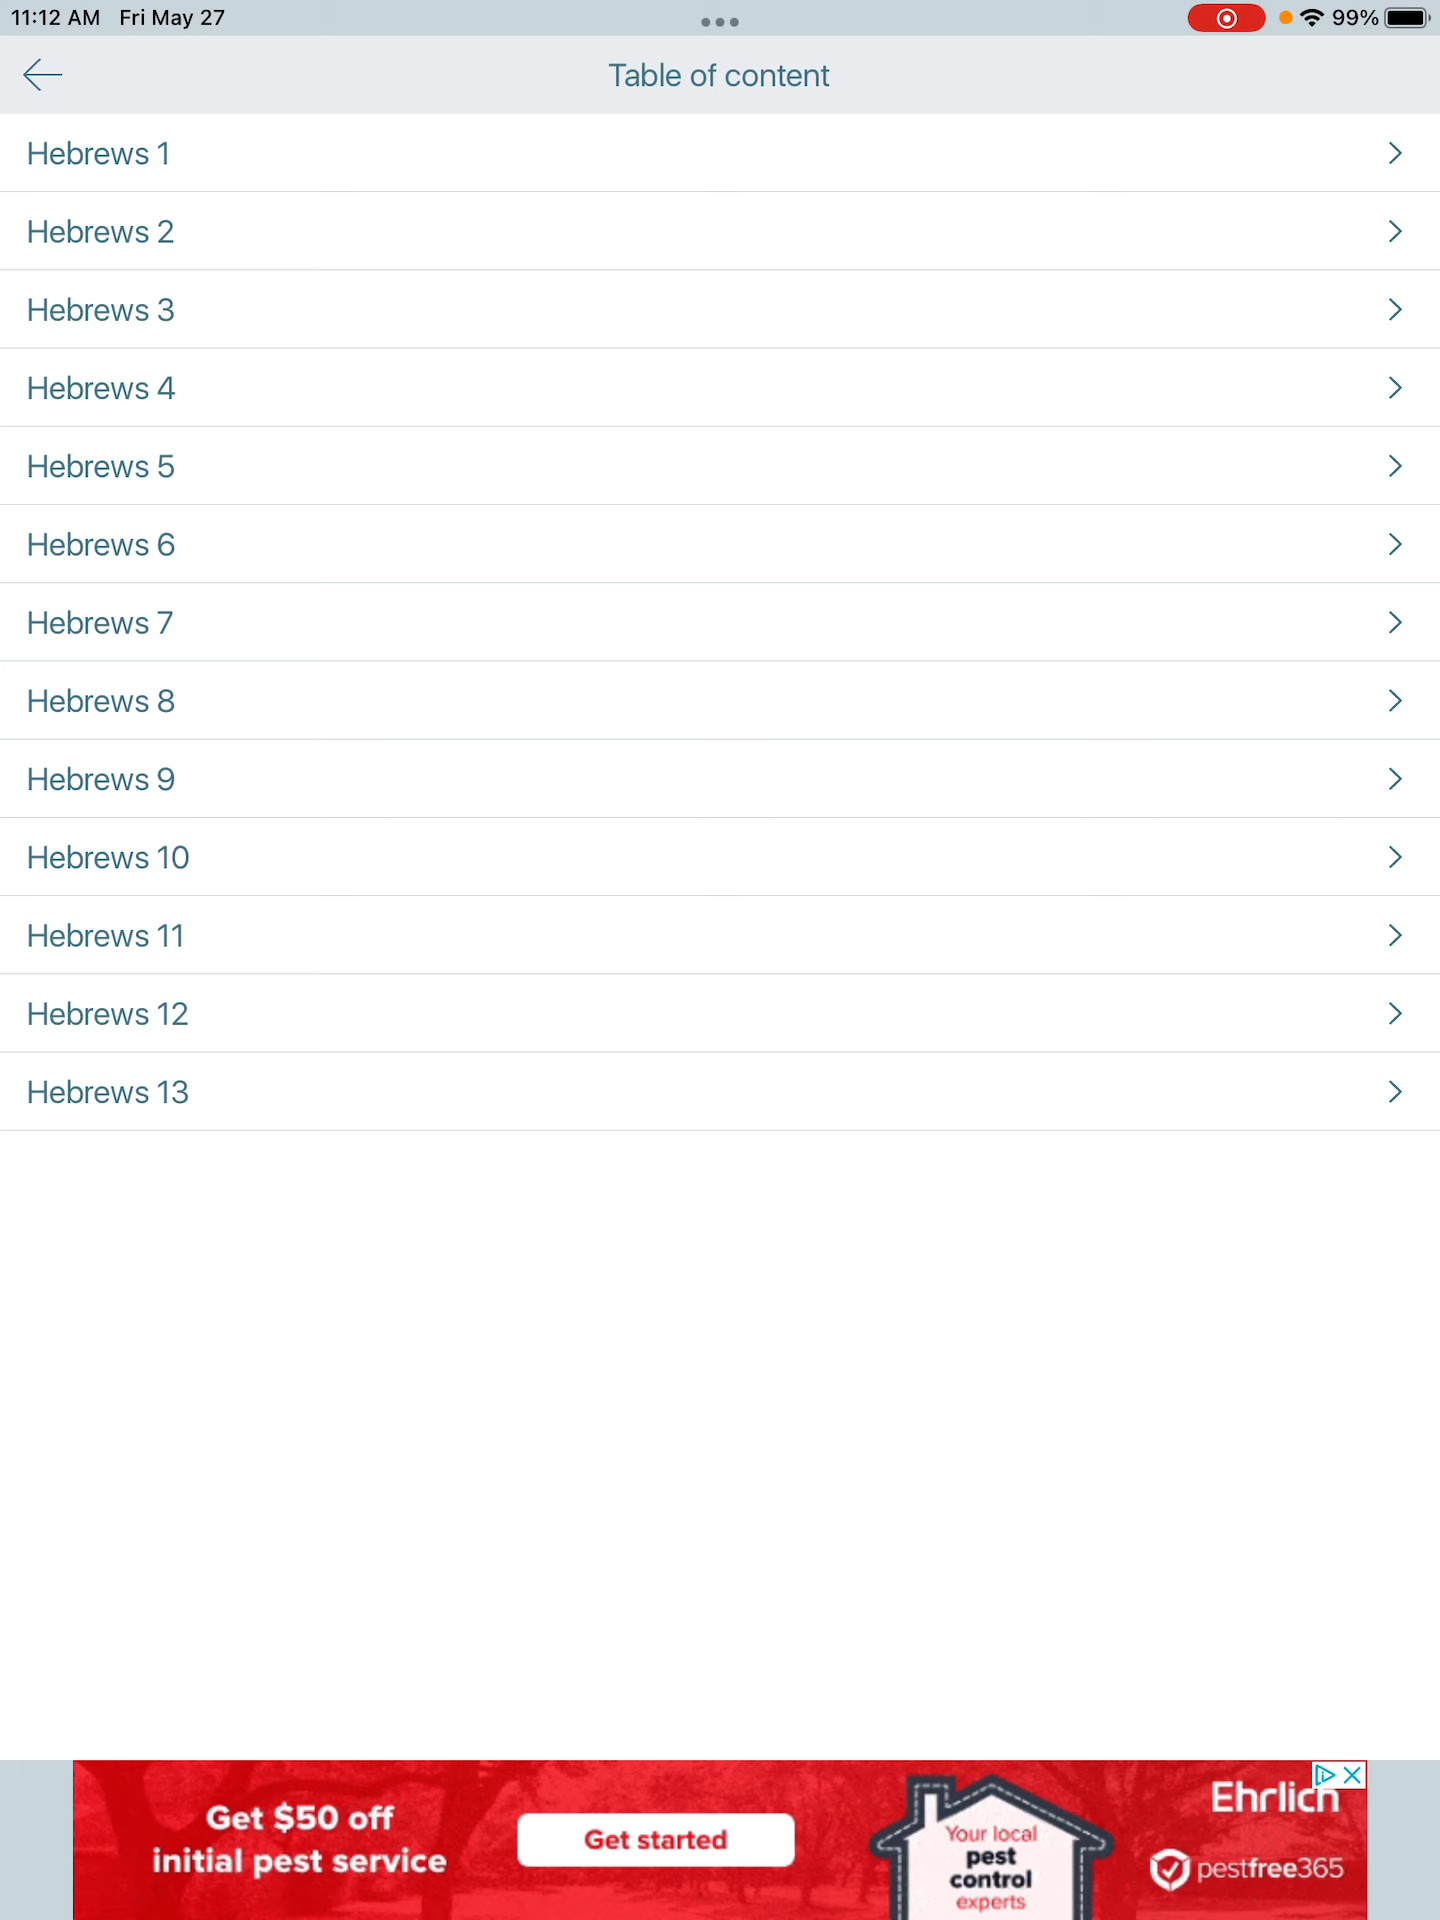 11:12 AM Fri May 27
99%
Table of content
Hebrews 1
Hebrews 2
Hebrews 3
Hebrews 4
Hebrews 5
Hebrews 6
Hebrews 7
Hebrews 8
Hebrews 9
Hebrews 10
Hebrews 11
Hebrews 12
Hebrews 13
Get $50 off
initial pest service
Get started
Your local
pest
control
experts
Ehrlich
pestfree365